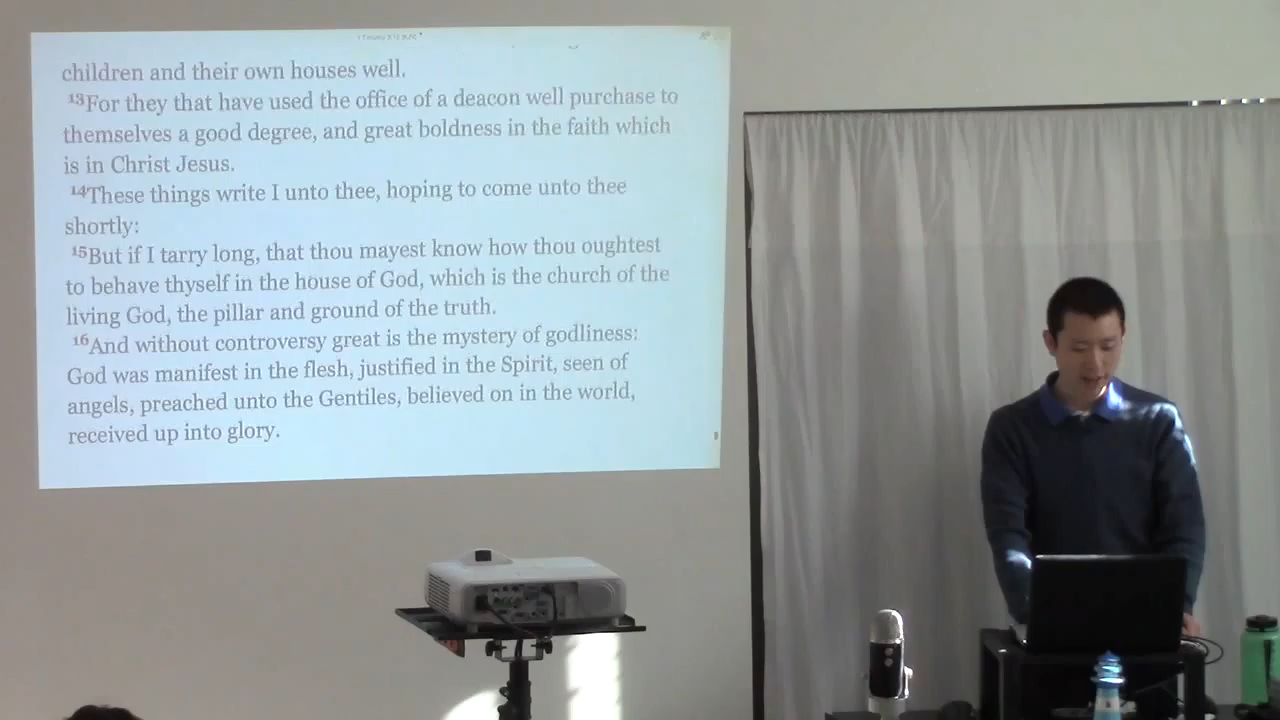 children and their own houses well.
13For they that have used the office of a deacon well purchase to
themselves a good degree, and great boldness in the faith which
is in Christ Jesus.
14These things write I unto thee, hoping to come unto thee
shortly:
15But if I tarry long, that thou mayest know how thou oughtest
to behave thyself in the house of God, which is the church of the
living God, the pillar and ground of the truth.
16And without controversy great is the mystery of godliness:
God was manifest in the flesh, justified in the Spirit, seen of
angels, preached unto the Gentiles, believed on in the world,
received up into glory.